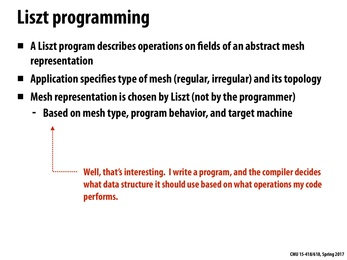 Liszt programming
■ A Liszt program describes operations on fields of an abstract mesh
representation
■ Application specifies type of mesh (regular, irregular) and its topology
■ Mesh representation is chosen by Liszt (not by the programmer)
- Based on mesh type, program behavior, and target machine
Well, that's interesting. I write a program, and the compiler decides
what data structure it should use based on what operations my code
performs.
CMU 15-418/618, Spring 2017